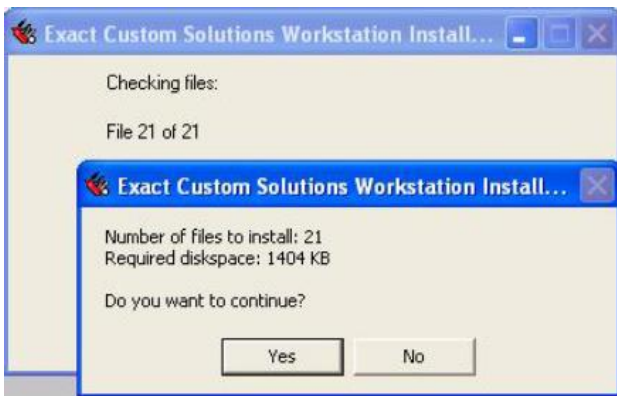 Exact Custom Solutions Workstation Install...
Checking files:
File 21 of 21
Exact Custom Solutions Workstation Install...
Number of files to install: 21
Required diskspace: 1404 KB
Do you want to continue?
Yes No